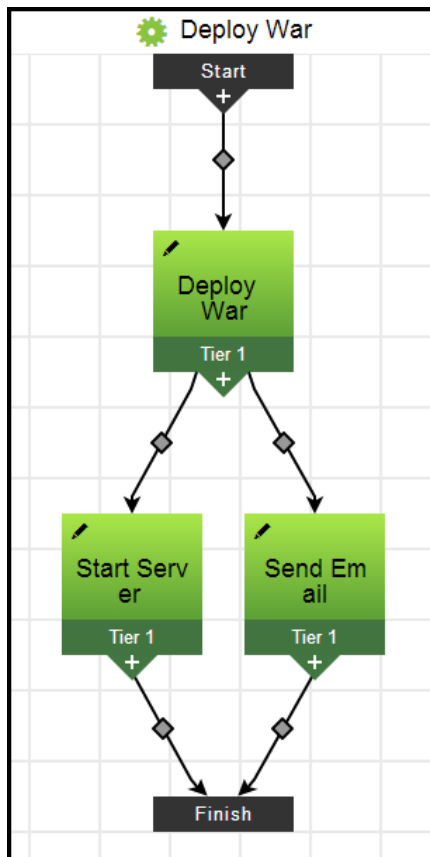 Deploy War
Start
Deploy
War
Tier 1
Start Serv
er
Tier 1
Send Em
ail
Tier 1
Finish